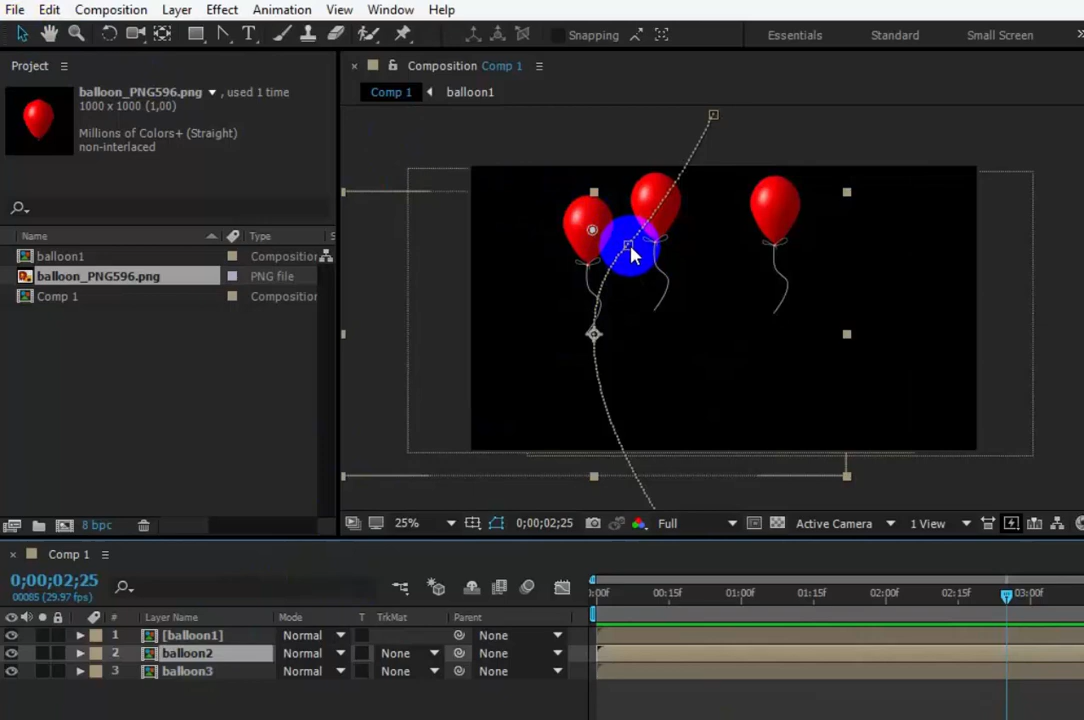 File Edit Composition Layer Effect Animation View Window Help
Snapping Essentials Standard Small Screen
Project
balloon_PNG596.png , used 1 time
1000 x 1000 (1,00)
Millions of Colors+ (Straight)
non-interlaced
Name Type S
balloon1 Compositio
balloon_PNG596.png PNG file
Comp 1 Compositio
8 bpc
Composition Comp 1
Comp 1 balloon1
25% 0;00;02;25 Full Active Camera 1 View
Comp 1
0;00;02;25
00085 (29.97 fps)
:00f 00:15f 01:00f 01:15f 02:00f 02:15f 03:00f
# Layer Name Mode T TrkMat Parent
1 [balloon1] Normal None
2 balloon2 Normal None None
3 balloon3 Normal None None